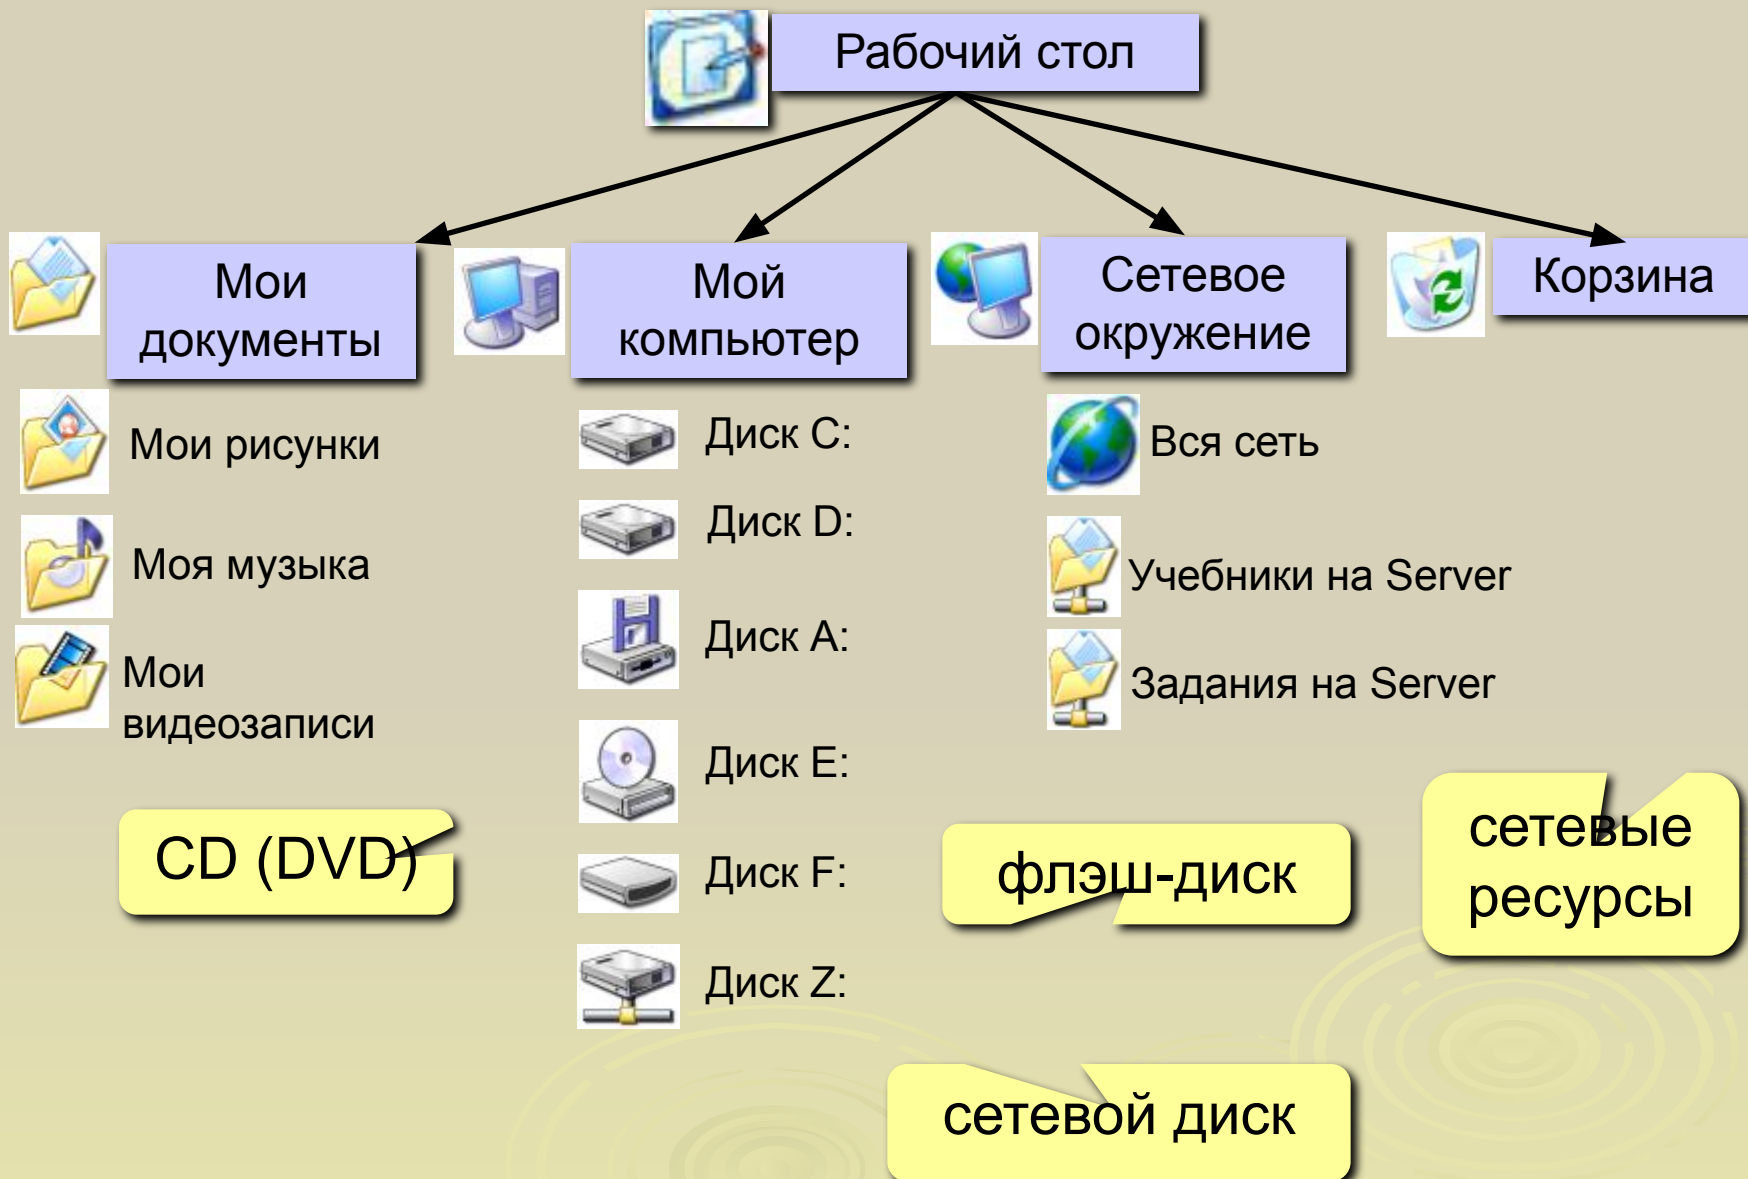 Рабочий стол
Мои
документы
Мой
компьютер
Сетевое
окружение
Корзина
Мои рисунки
Моя музыка
Мои
видеозаписи
Диск C:
Диск D:
Диск A:
Диск E:
Диск F:
Диск Z:
Вся сеть
Учебники на Server
Задания на Server
CD (DVD)
флэш-диск
сетевые
ресурсы
сетевой диск